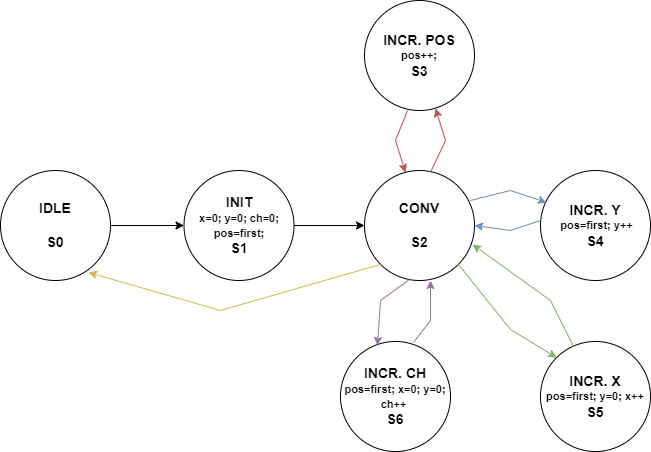 INCR. POS
pos++;
S3
IDLE
S0
INIT
x=0; y=0; ch=0;
pos=first;
S1
CONV
S2
INCR. Y
pos=first; y++
S4
INCR. CH
pos=first; x=0; y=0;
ch++
S6
INCR. X
pos=first; y=0; x++
S5